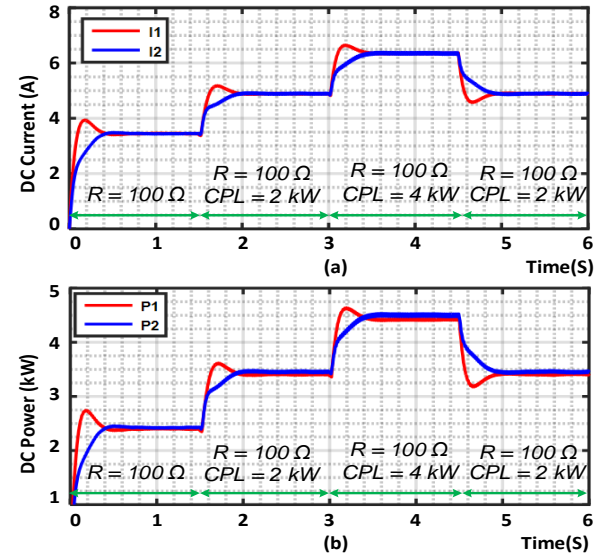 8
6
4
2
0
DC Current (A)
I1
I2
R = 100 Ω
R = 100 Ω
CPL = 2 kW
R = 100 Ω
CPL = 4 kW
R = 100 Ω
CPL = 2 kW
0 1 2 3 4 5 6
(a) Time(S)
5
4
3
2
1
DC Power (kW)
P1
P2
R = 100 Ω
R = 100 Ω
CPL = 2 kW
R = 100 Ω
CPL = 4 kW
R = 100 Ω
CPL = 2 kW
0 1 2 3 4 5 6
(b) Time(S)